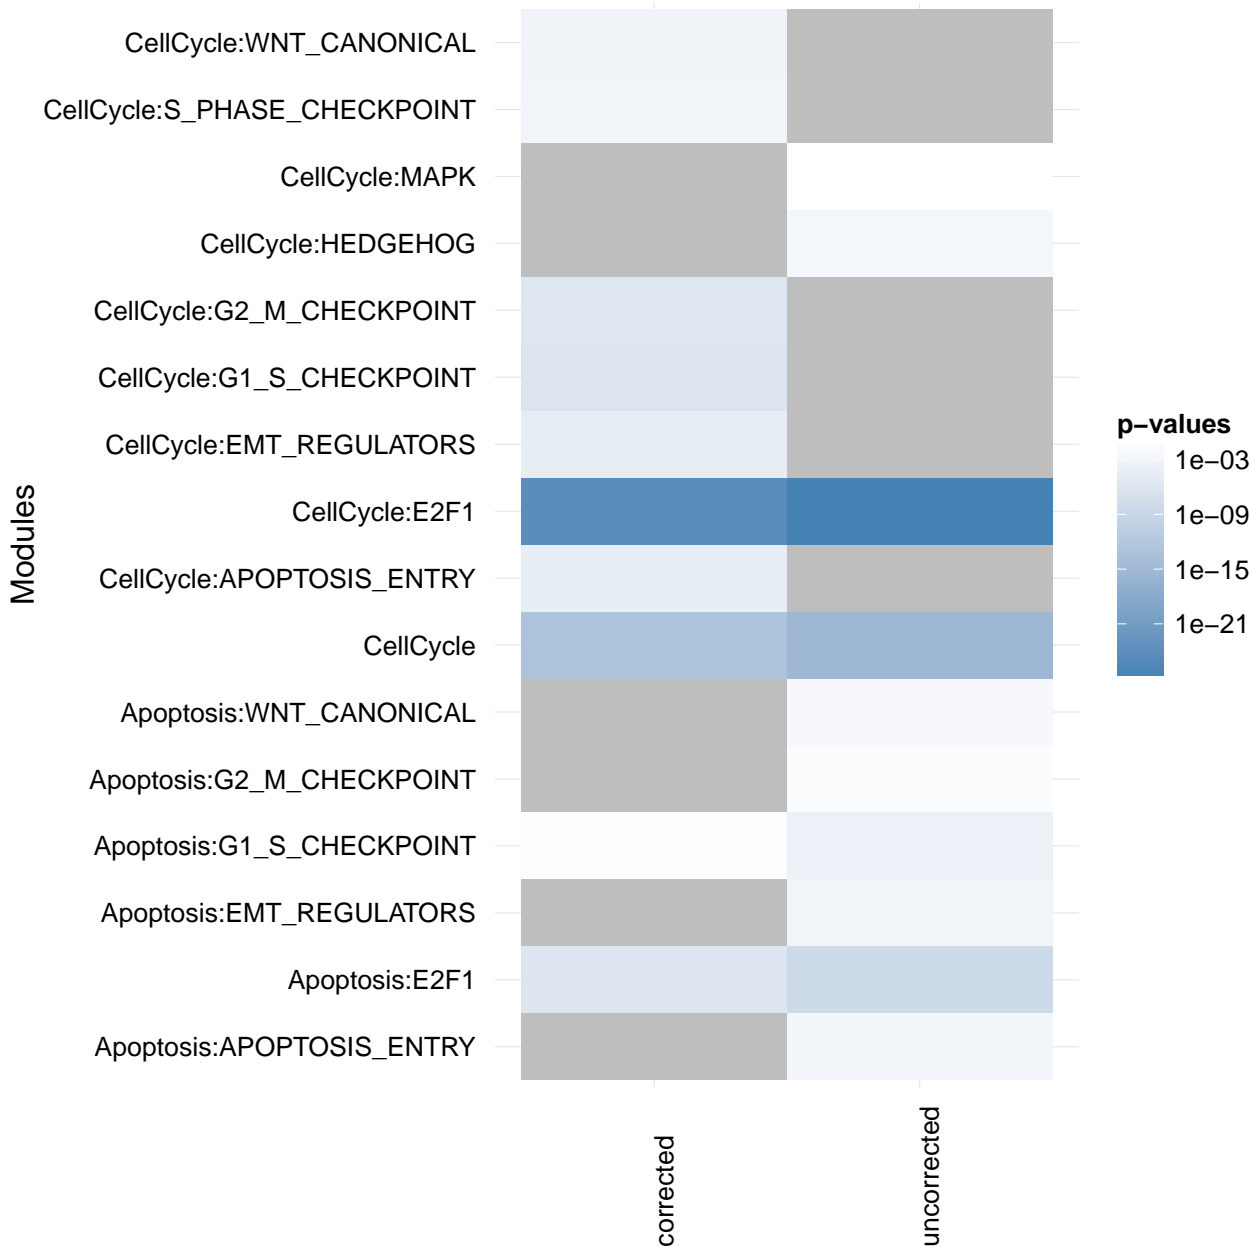 Modules
CellCycle:WNT_CANONICAL
CellCycle:S_PHASE_CHECKPOINT
CellCycle:MAPK
CellCycle:HEDGEHOG
CellCycle:G2_M_CHECKPOINT
CellCycle:G1_S_CHECKPOINT
CellCycle:EMT_REGULATORS
CellCycle:E2F1
CellCycle:APOPTOSIS_ENTRY
CellCycle
Apoptosis:WNT_CANONICAL
Apoptosis:G2_M_CHECKPOINT
Apoptosis:G1_S_CHECKPOINT
Apoptosis:EMT_REGULATORS
Apoptosis:E2F1
Apoptosis:APOPTOSIS_ENTRY
corrected
uncorrected
p−values
1e−03
1e−09
1e−15
1e−21